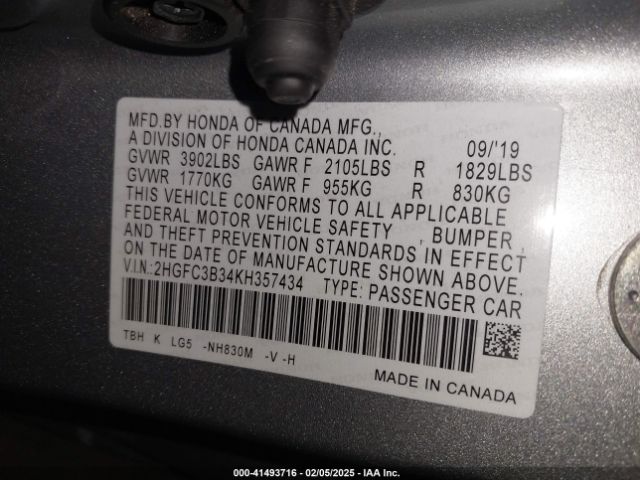 MFD. BY HONDA OF CANADA MFG.,
A DIVISION OF HONDA CANADA INC. 09/'19
GVWR 3902LBS GAWR F 2105LBS R 1829LBS
GVWR 1770KG GAWR F 955KG R 830KG
THIS VEHICLE CONFORMS TO ALL APPLICABLE
FEDERAL MOTOR VEHICLE SAFETY , BUMPER ,
AND THEFT PREVENTION STANDARDS IN EFFECT
ON THE DATE OF MANUFACTURE SHOWN ABOVE.
V.I.N.:2HGFC3B34KH357434 TYPE: PASSENGER CAR
TBH K LG5 -NH830M -V -H
MADE IN CANADA
000-41493716 - 02/05/2025 - IAA Inc.